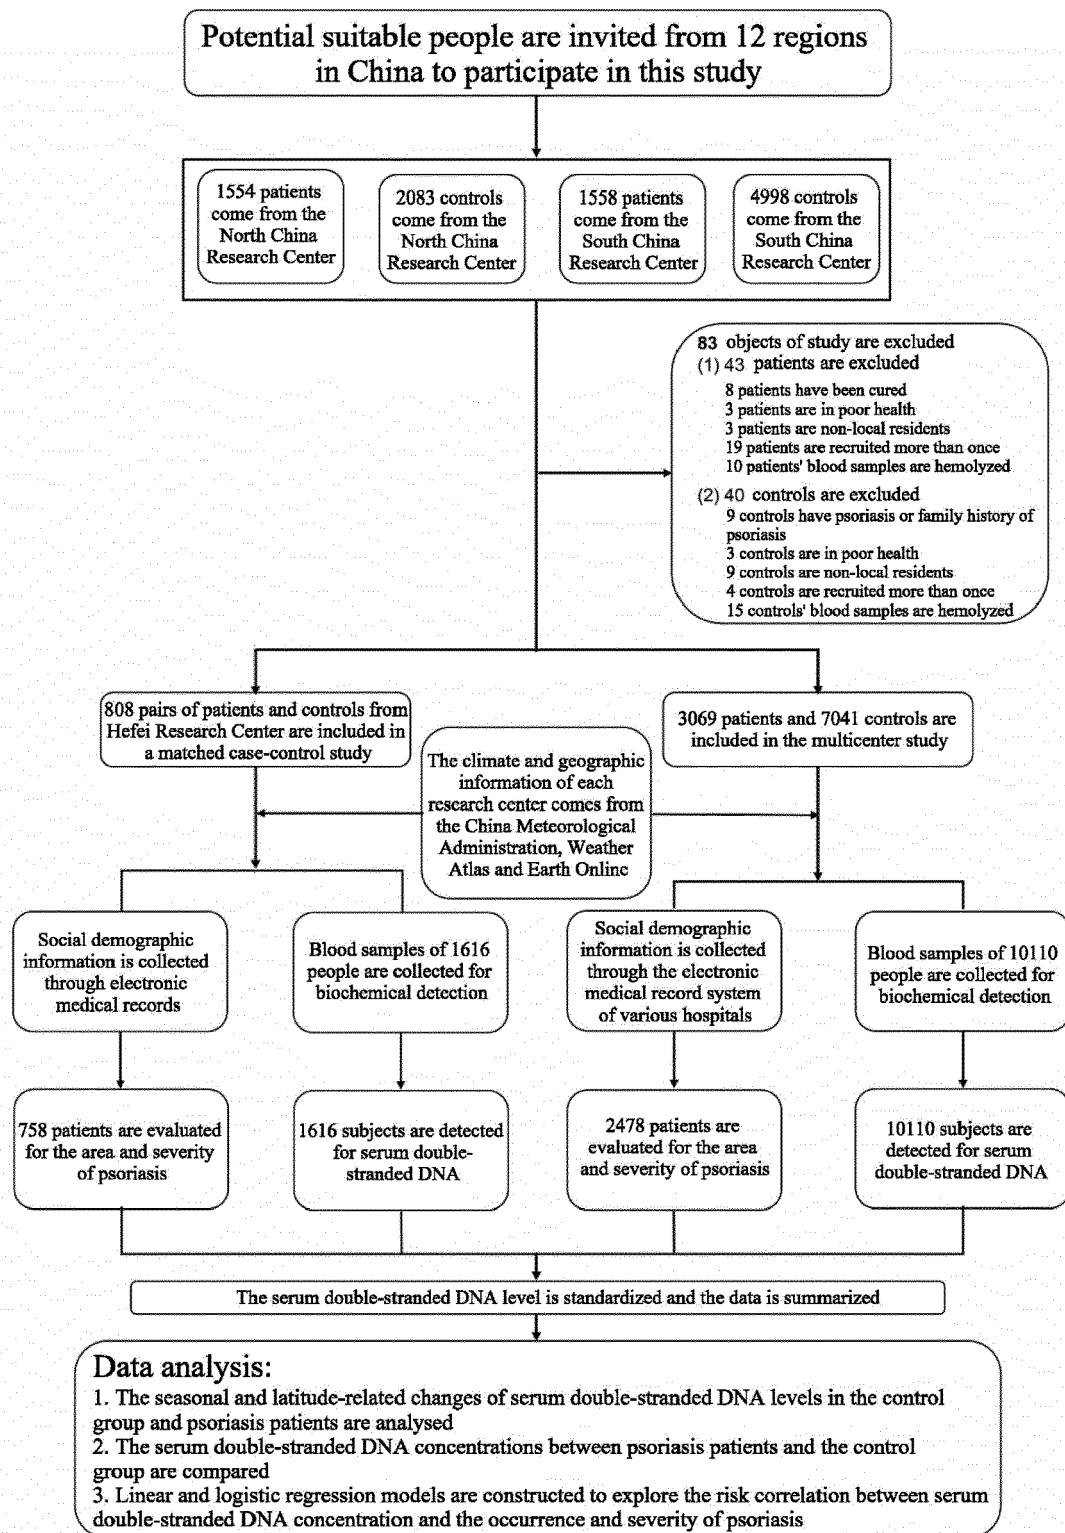 Potential suitable people are invited from 12 regions
in China to participate in this study
1554 patients
come from the
North China
Research Center
2083 controls
come from the
North China
Research Center
1558 patients
come from the
South China
Research Center
4998 controls
come from the
South China
Research Center
83 objects of study are excluded
(1) 43 patients are excluded
8 patients have been cured
3 patients are in poor health
3 patients are non-local residents
19 patients are recruited more than once
10 patients' blood samples are hemolyzed
(2) 40 controls are excluded
9 controls have psoriasis or family history of
psoriasis
3 controls are in poor health
9 controls are non-local residents
4 controls are recruited more than once
15 controls' blood samples are hemolyzed
808 pairs of patients and controls from
Hefei Research Center are included in
a matched case-control study
3069 patients and 7041 controls are
included in the multicenter study
The climate and geographic
information of each
research center comes from
the China Meteorological
Administration, Weather
Atlas and Earth Online
Social demographic
information is collected
through electronic
medical records
Blood samples of 1616
people are collected for
biochemical detection
Social demographic
information is collected
through the electronic
medical record system
of various hospitals
Blood samples of 10110
people are collected for
biochemical detection
758 patients are evaluated
for the area and severity
of psoriasis
1616 subjects are detected
for serum double-
stranded DNA
2478 patients are
evaluated for the area
and severity of psoriasis
10110 subjects are
detected for serum
double-stranded DNA
The serum double-stranded DNA level is standardized and the data is summarized
Data analysis:
1. The seasonal and latitude-related changes of serum double-stranded DNA levels in the control
group and psoriasis patients are analysed
2. The serum double-stranded DNA concentrations between psoriasis patients and the control
group are compared
3. Linear and logistic regression models are constructed to explore the risk correlation between serum
double-stranded DNA concentration and the occurrence and severity of psoriasis